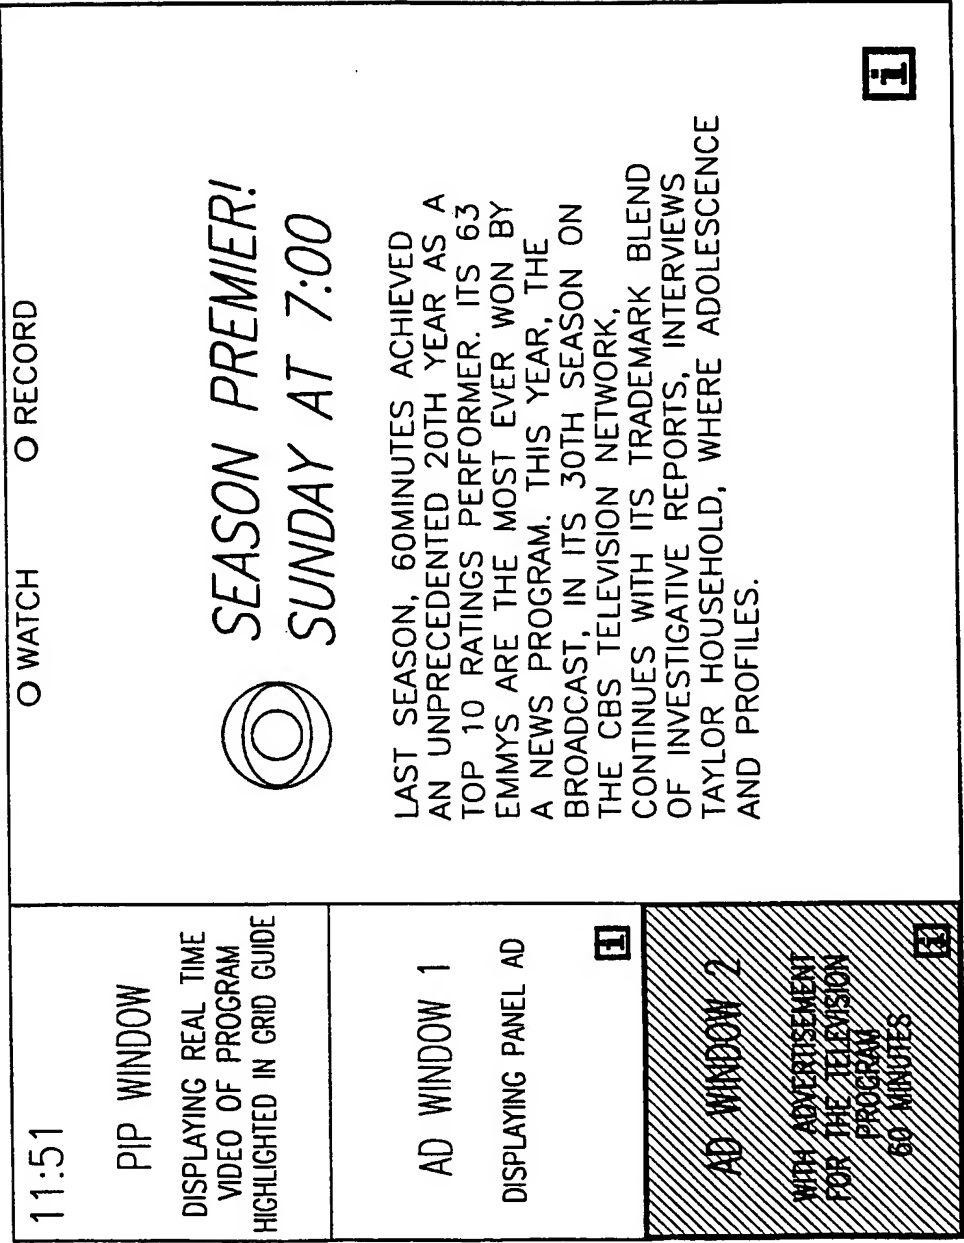 11:51
PIP WINDOW
DISPLAYING REAL TIME
VIDEO OF PROGRAM
HIGHLIGHTED IN GRID GUIDE
AD WINDOW 1
DISPLAYING PANEL AD
i
AD WINDOW 2
WITH ADVERTISEMENT
FOR THE TELEVISION
PROGRAM
60 MINUTES
i
O WATCH O RECORD
SEASON PREMIER!
SUNDAY AT 7:00
LAST SEASON, 60MINUTES ACHIEVED
AN UNPRECEDENTED 20TH YEAR AS A
TOP 10 RATINGS PERFORMER. ITS 63
EMMYS ARE THE MOST EVER WON BY
A NEWS PROGRAM. THIS YEAR, THE
BROADCAST, IN ITS 30TH SEASON ON
THE CBS TELEVISION NETWORK,
CONTINUES WITH ITS TRADEMARK BLEND
OF INVESTIGATIVE REPORTS, INTERVIEWS
TAYLOR HOUSEHOLD, WHERE ADOLESCENCE
AND PROFILES.
i